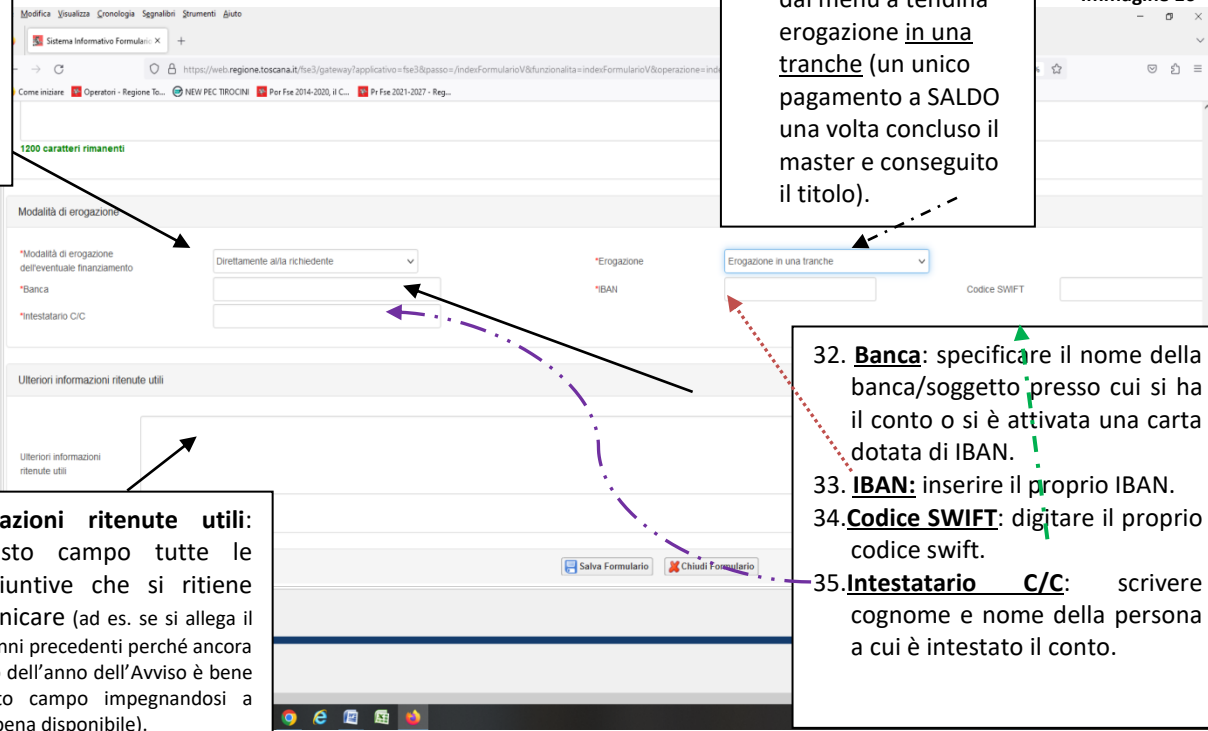 Immagine 16
dal menù a tendina
erogazione in una
tranche (un unico
pagamento a SALDO
una volta concluso il
master e conseguito
il titolo).
Modifica Visualizza Cronologia Segnalibri Strumenti Aiuto
Sistema Informativo Formulario × +
https://web.regione.toscana.it/fse3/gateway?applicativo=fse3&passo=/indexFormularioV&funzionalita=indexFormularioV&operazione=inde
Come iniziare Operatori - Regione To... NEW PEC TIROCINI Por Fse 2014-2020, il C... Pr Fse 2021-2027 - Reg...
1200 caratteri rimanenti
Modalità di erogazione
*Modalità di erogazione
dell'eventuale finanziamento
Direttamente al/la richiedente
*Erogazione
Erogazione in una tranche
*Banca
*IBAN
Codice SWIFT
*Intestatario C/C
Ulteriori informazioni ritenute utili
Ulteriori informazioni
ritenute utili
32. Banca: specificare il nome della
banca/soggetto presso cui si ha
il conto o si è attivata una carta
dotata di IBAN.
33. IBAN: inserire il proprio IBAN.
34.Codice SWIFT: digitare il proprio
codice swift.
35.Intestatario C/C: scrivere
cognome e nome della persona
a cui è intestato il conto.
Salva Formulario Chiudi Formulario
azioni ritenute utili:
sto campo tutte le
iuntive che si ritiene
nicare (ad es. se si allega il
nni precedenti perché ancora
dell'anno dell'Avviso è bene
to campo impegnandosi a
pena disponibile).